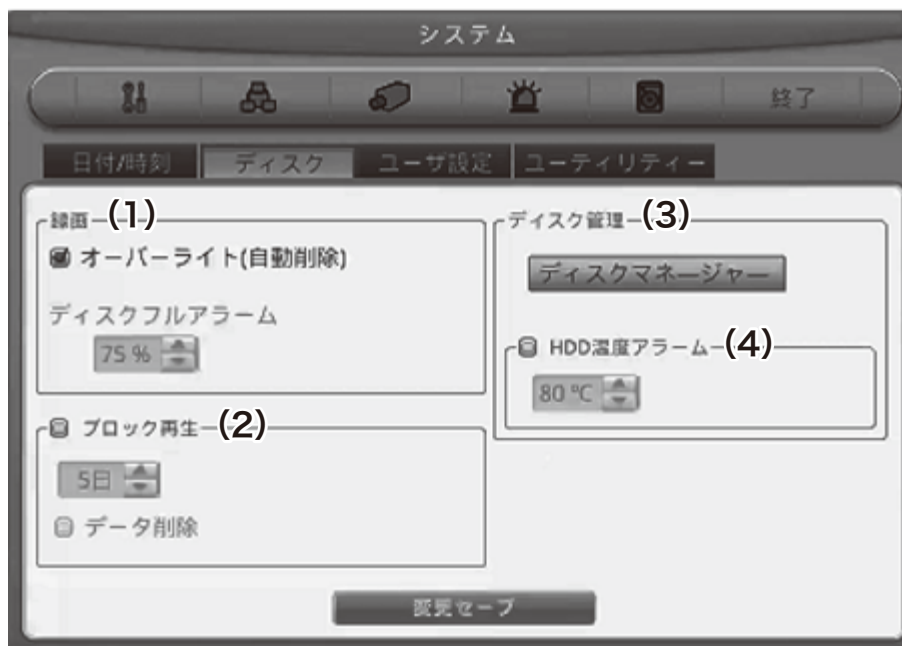 システム
終了
日付/時刻 ディスク ユーザ設定 ユーティリティー
録画 (1)
オーバーライト(自動削除)
ディスクフルアラーム
75 %
ブロック再生 (2)
5日
データ削除
ディスク管理 (3)
ディスクマネージャー
HDD温度アラーム (4)
80 ℃
変更セーブ